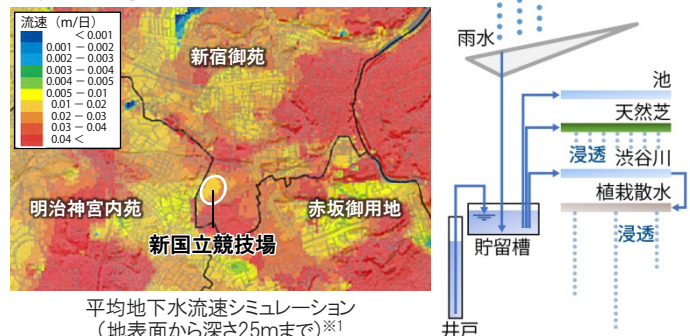 流速（m/日）
< 0.001
0.001 − 0.002
0.002 − 0.003
0.003 − 0.004
0.004 − 0.005
0.005 − 0.01
0.01 − 0.02
0.02 − 0.03
0.03 − 0.04
0.04 <
新宿御苑
明治神宮内苑
赤坂御用地
新国立競技場
平均地下水流速シミュレーション
（地表面から深さ25mまで）※1
雨水
池
天然芝
浸透
渋谷川
植栽散水
浸透
貯留槽
井戸